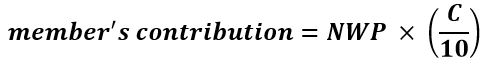 member's contribution = NWP × (C/10)